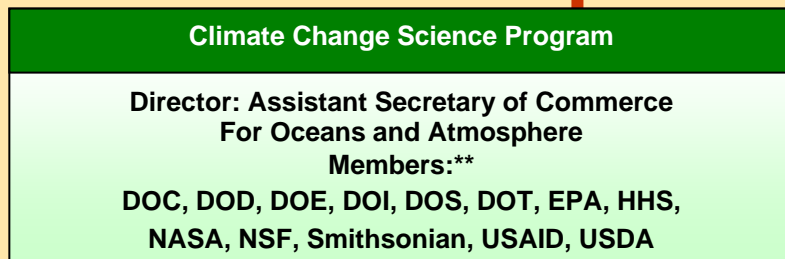 Climate Change Science Program
Director: Assistant Secretary of Commerce
For Oceans and Atmosphere
Members:**
DOC, DOD, DOE, DOI, DOS, DOT, EPA, HHS,
NASA, NSF, Smithsonian, USAID, USDA